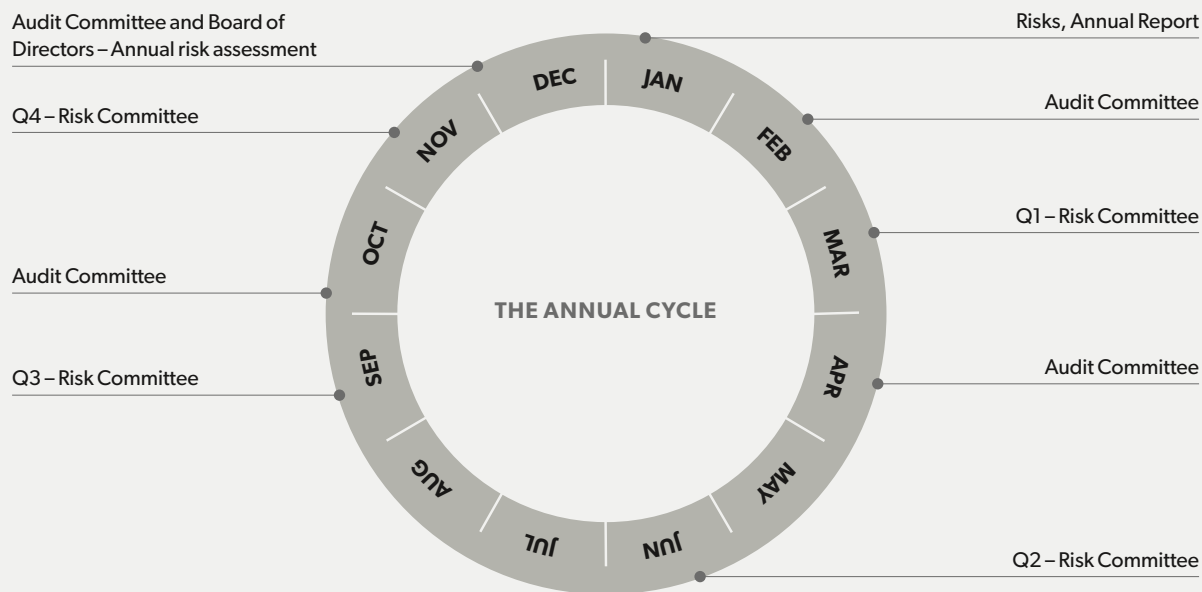 Audit Committee and Board of
Directors – Annual risk assessment
Q4 – Risk Committee
Audit Committee
Q3 – Risk Committee
Risks, Annual Report
Audit Committee
Q1 – Risk Committee
Audit Committee
Q2 – Risk Committee
JAN
FEB
MAR
APR
MAY
JUN
JUL
AUG
SEP
OCT
NOV
DEC
THE ANNUAL CYCLE